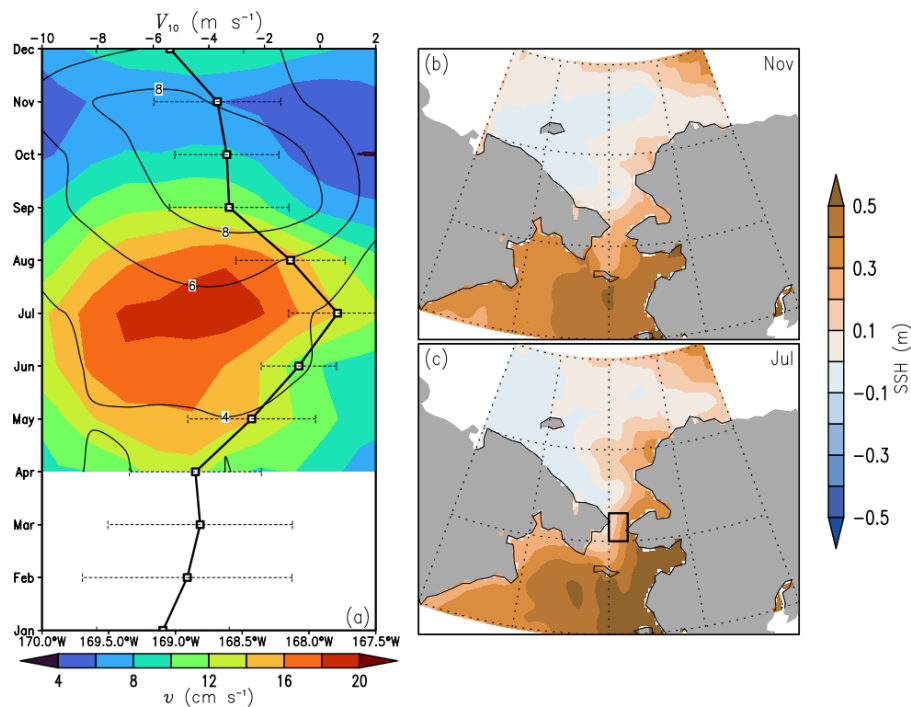 V₁₀ (m s⁻¹)
-10 -8 -6 -4 -2 0 2
Dec
Nov
Oct
Sep
Aug
Jul
Jun
May
Apr
Mar
Feb
Jan
8
8
6
4
(a)
170.0°W 169.5°W 169.0°W 168.5°W 168.0°W 167.5°W
4 8 12 16 20
v (cm s⁻¹)
(b) Nov
(c) Jul
0.5
0.3
0.1
-0.1
-0.3
-0.5
SSH (m)